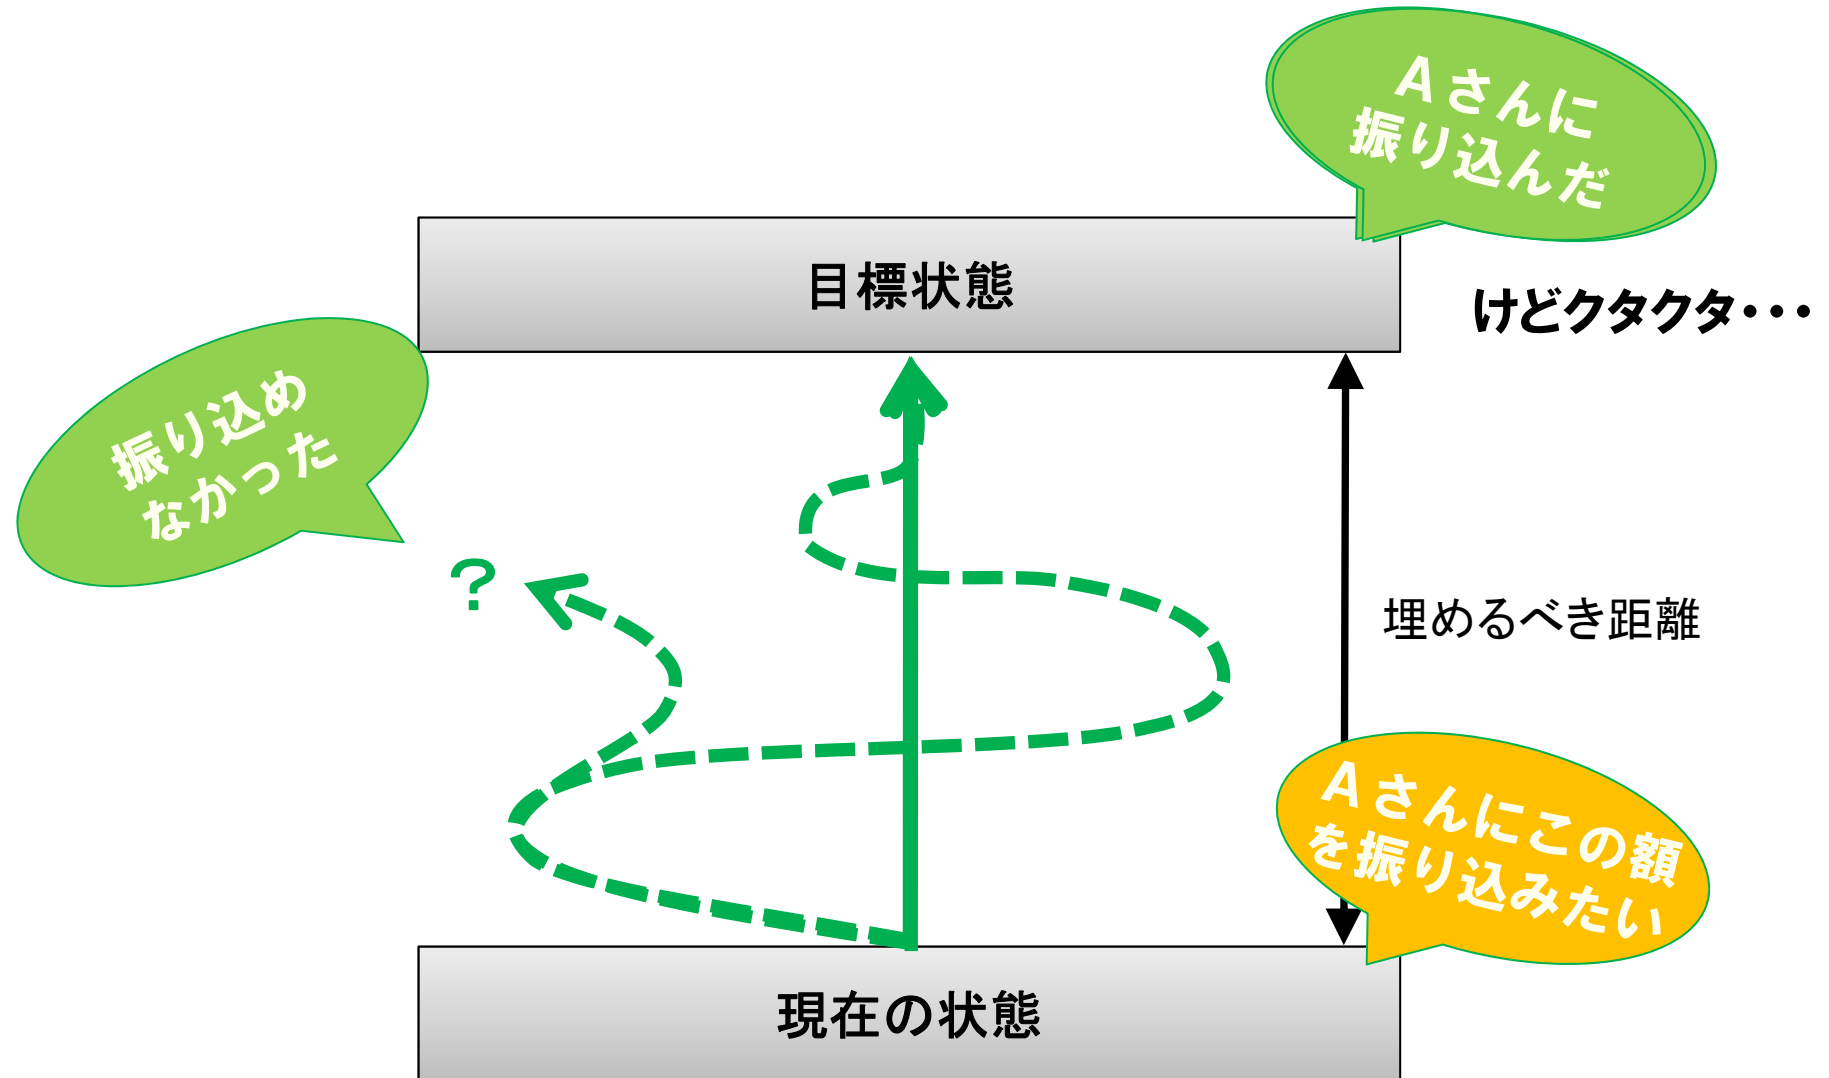 Ａさんに
振り込んだ
目標状態
けどクタクタ・・・
振り込め
なかった
？
埋めるべき距離
Ａさんにこの額
を振り込みたい
現在の状態